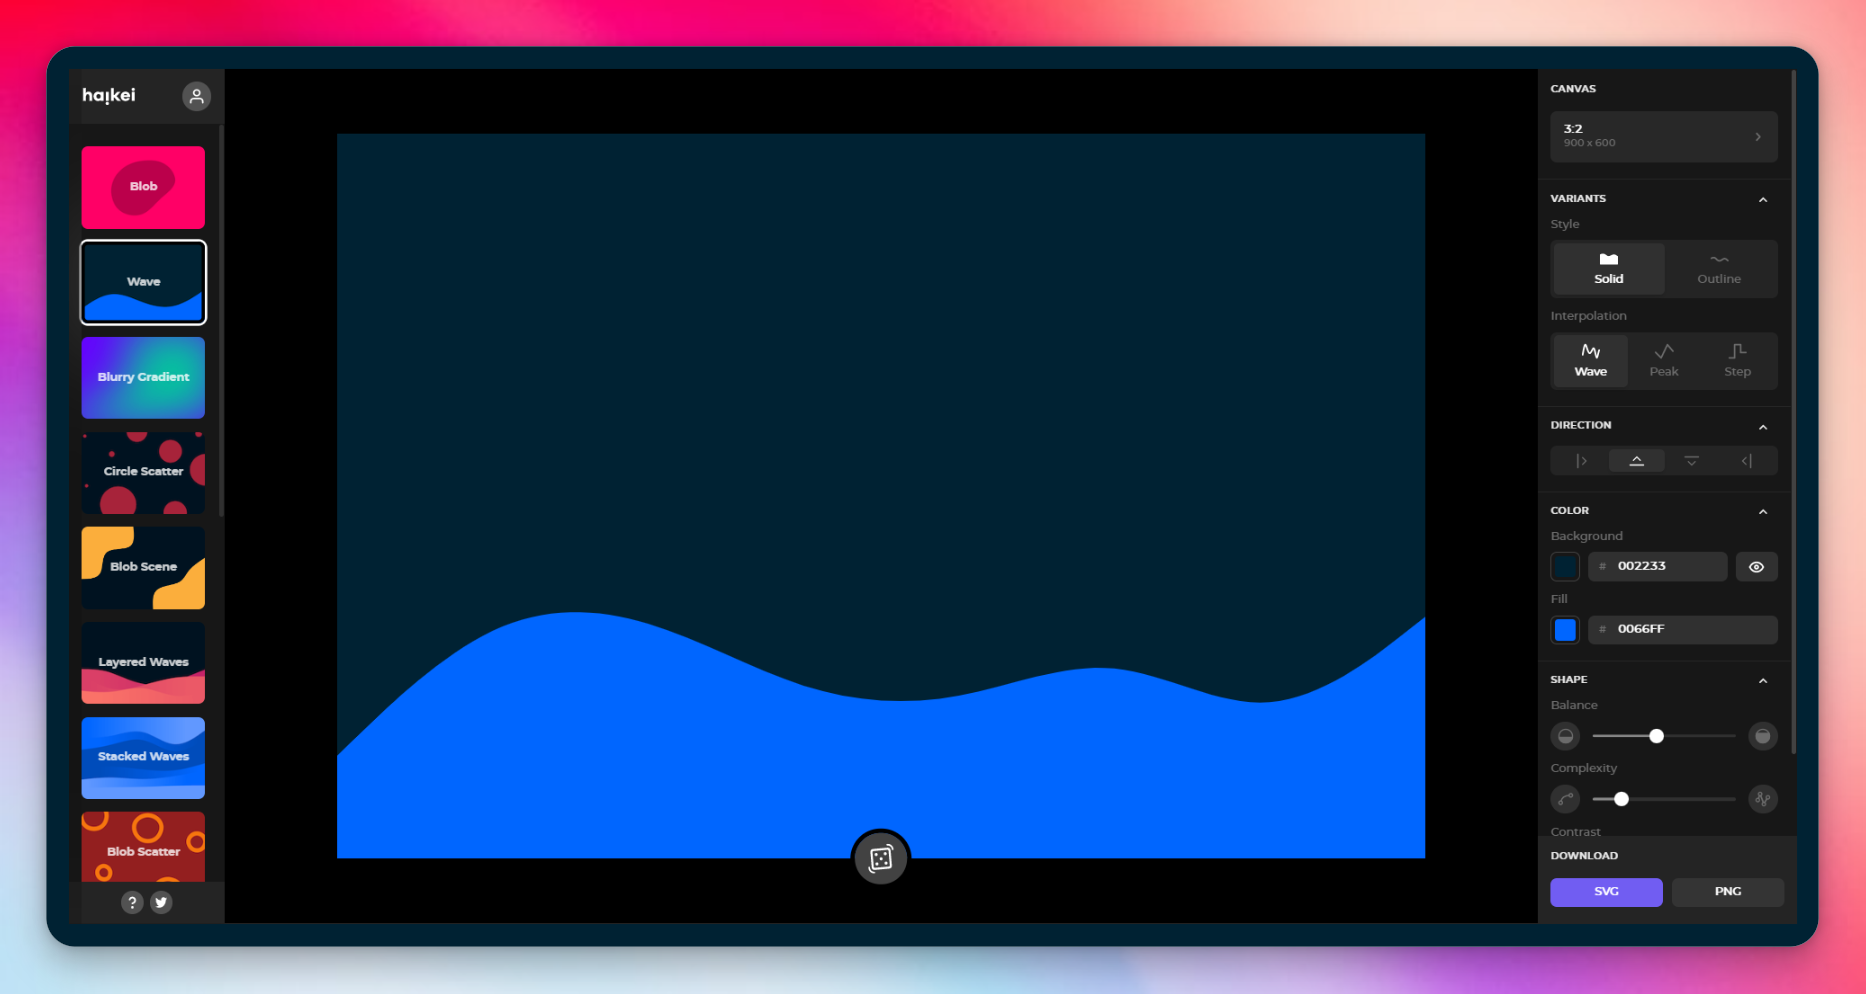 haikei
Blob
Wave
Blurry Gradient
Circle Scatter
Blob Scene
Layered Waves
Stacked Waves
Blob Scatter
?
CANVAS
3:2
900 x 600
VARIANTS
Style
Solid
Outline
Interpolation
Wave
Peak
Step
DIRECTION
COLOR
Background
# 002233
Fill
# 0066FF
SHAPE
Balance
Complexity
Contrast
DOWNLOAD
SVG
PNG